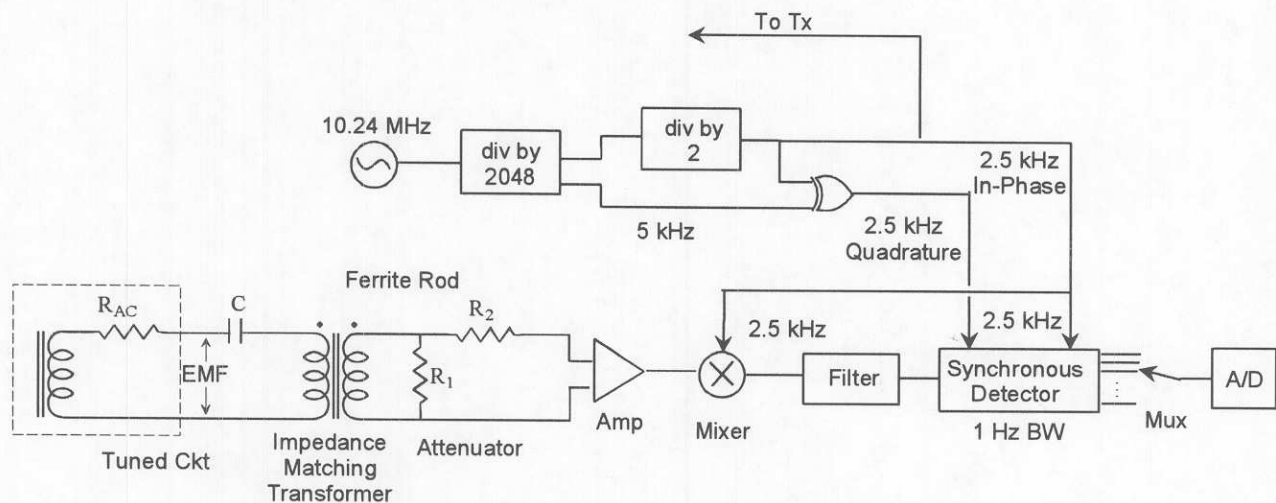 To Tx
10.24 MHz
div by
2048
div by
2
2.5 kHz
In-Phase
5 kHz
2.5 kHz
Quadrature
Ferrite Rod
R_AC
C
R_2
R_1
EMF
2.5 kHz
2.5 kHz
Amp
Mixer
Filter
Synchronous
Detector
1 Hz BW
Mux
A/D
Tuned Ckt
Impedance
Matching
Transformer
Attenuator